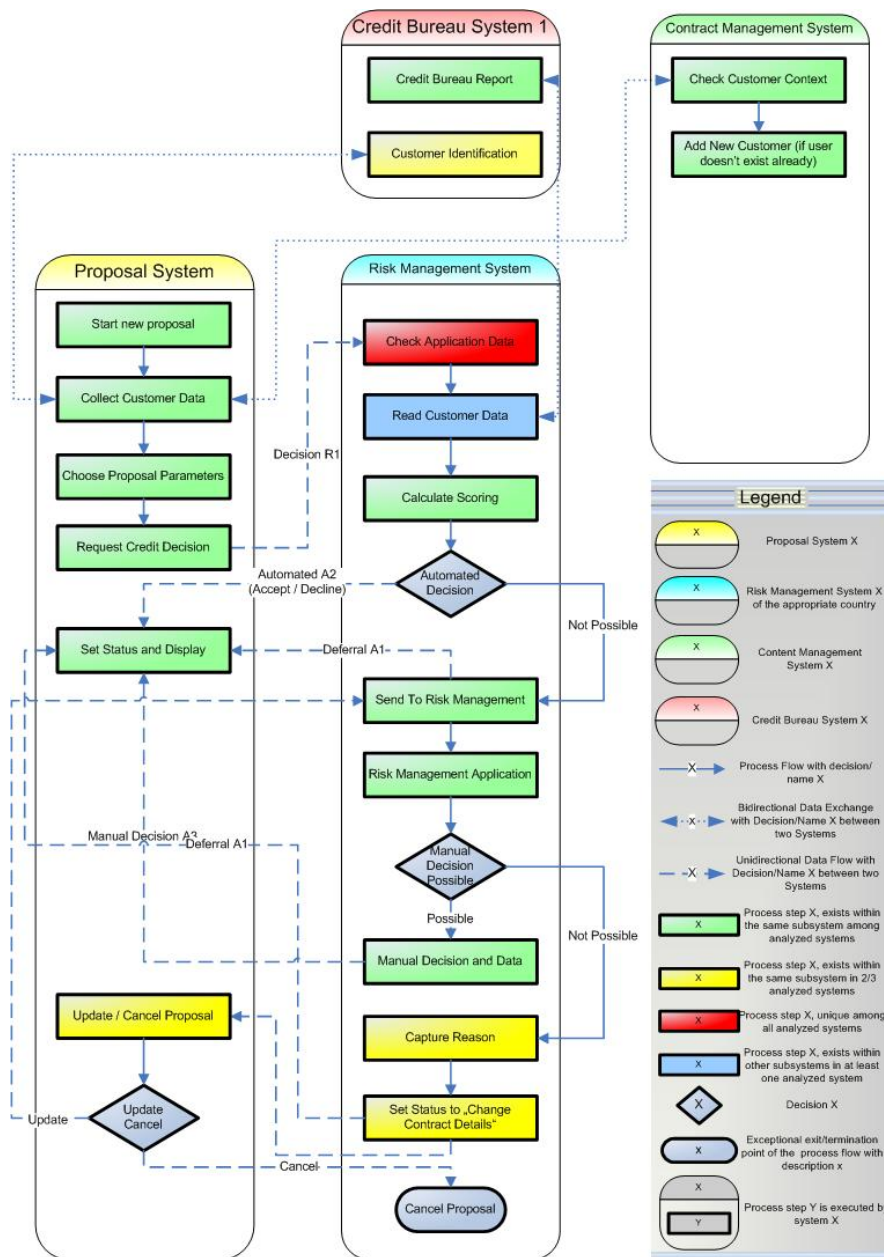 Credit Bureau System 1
Credit Bureau Report
Customer Identification
Contract Management System
Check Customer Context
Add New Customer (if user
doesn't exist already)
Proposal System
Start new proposal
Collect Customer Data
Choose Proposal Parameters
Request Credit Decision
Set Status and Display
Update / Cancel Proposal
Update
Cancel
Risk Management System
Check Application Data
Read Customer Data
Calculate Scoring
Automated
Decision
Send To Risk Management
Risk Management Application
Manual
Decision
Possible
Manual Decision and Data
Capture Reason
Set Status to „Change
Contract Details“
Cancel Proposal
Decision R1
Automated A2
(Accept / Decline)
Not Possible
Deferral A1
Manual Decision A3
Deferral A1
Possible
Not Possible
Update
Cancel
Legend
X
Proposal System X
X
Risk Management System X
of the appropriate country
X
Content Management
System X
X
Credit Bureau System X
X
Process Flow with decision/
name X
x
Bidirectional Data Exchange
with Decision/Name X between
two Systems
X
Unidirectional Data Flow with
Decision/Name X between two
Systems
X
Process step X, exists within
the same subsystem among
analyzed systems
X
Process step X, exists within
the same subsystem in 2/3
analyzed systems
X
Process step X, unique among
all analyzed systems
X
Process step X, exists within
other subsystems in at least
one analyzed system
X
Decision X
X
Exceptional exit/termination
point of the process flow with
description x
X
Y
Process step Y is executed by
system X